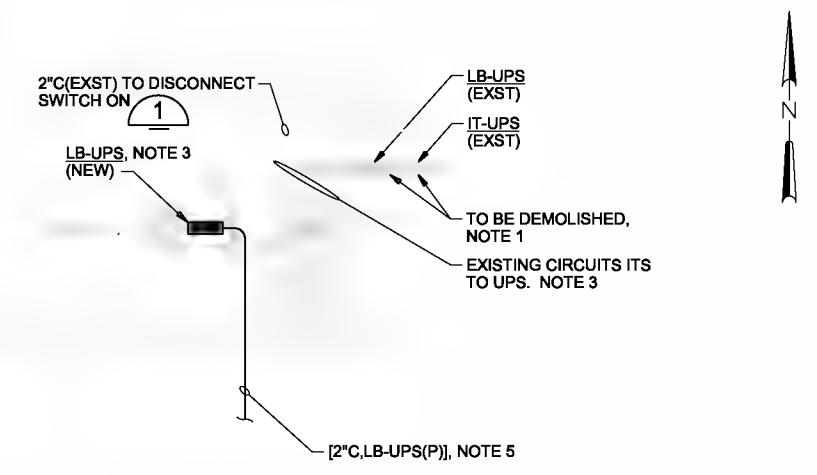 2"C(EXST) TO DISCONNECT
SWITCH ON 1
LB-UPS, NOTE 3
(NEW)
LB-UPS
(EXST)
IT-UPS
(EXST)
N
TO BE DEMOLISHED,
NOTE 1
EXISTING CIRCUITS ITS
TO UPS. NOTE 3
[2"C,LB-UPS(P)], NOTE 5